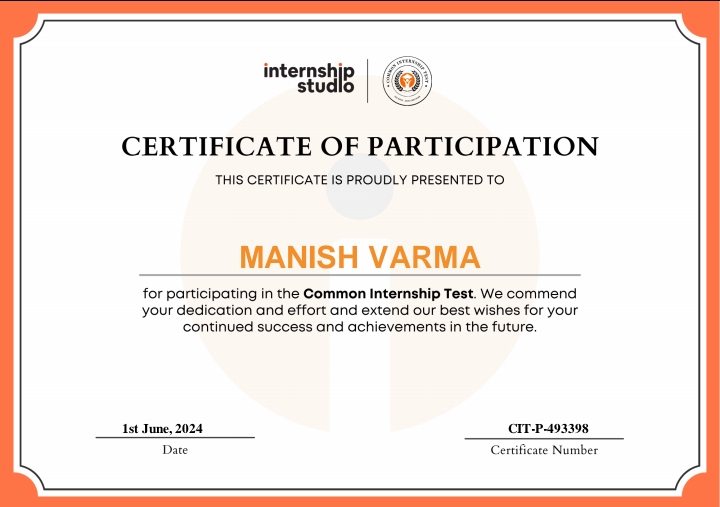 internship
studio
COMMON INTERNSHIP TEST
CERTIFICATE OF PARTICIPATION
THIS CERTIFICATE IS PROUDLY PRESENTED TO
MANISH VARMA
for participating in the Common Internship Test. We commend
your dedication and effort and extend our best wishes for your
continued success and achievements in the future.
1st June, 2024
Date
CIT-P-493398
Certificate Number